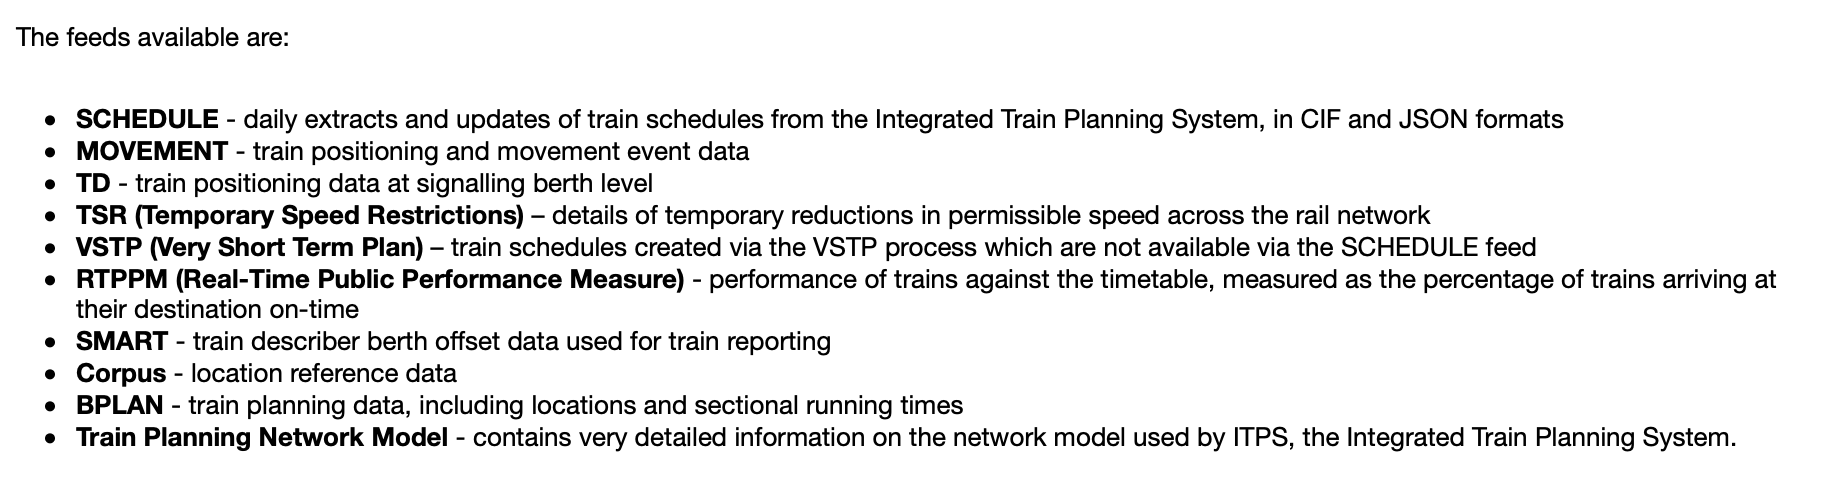 The feeds available are:
• SCHEDULE - daily extracts and updates of train schedules from the Integrated Train Planning System, in CIF and JSON formats
• MOVEMENT - train positioning and movement event data
• TD - train positioning data at signalling berth level
• TSR (Temporary Speed Restrictions) – details of temporary reductions in permissible speed across the rail network
• VSTP (Very Short Term Plan) – train schedules created via the VSTP process which are not available via the SCHEDULE feed
• RTPPM (Real-Time Public Performance Measure) - performance of trains against the timetable, measured as the percentage of trains arriving at
their destination on-time
• SMART - train describer berth offset data used for train reporting
• Corpus - location reference data
• BPLAN - train planning data, including locations and sectional running times
• Train Planning Network Model - contains very detailed information on the network model used by ITPS, the Integrated Train Planning System.